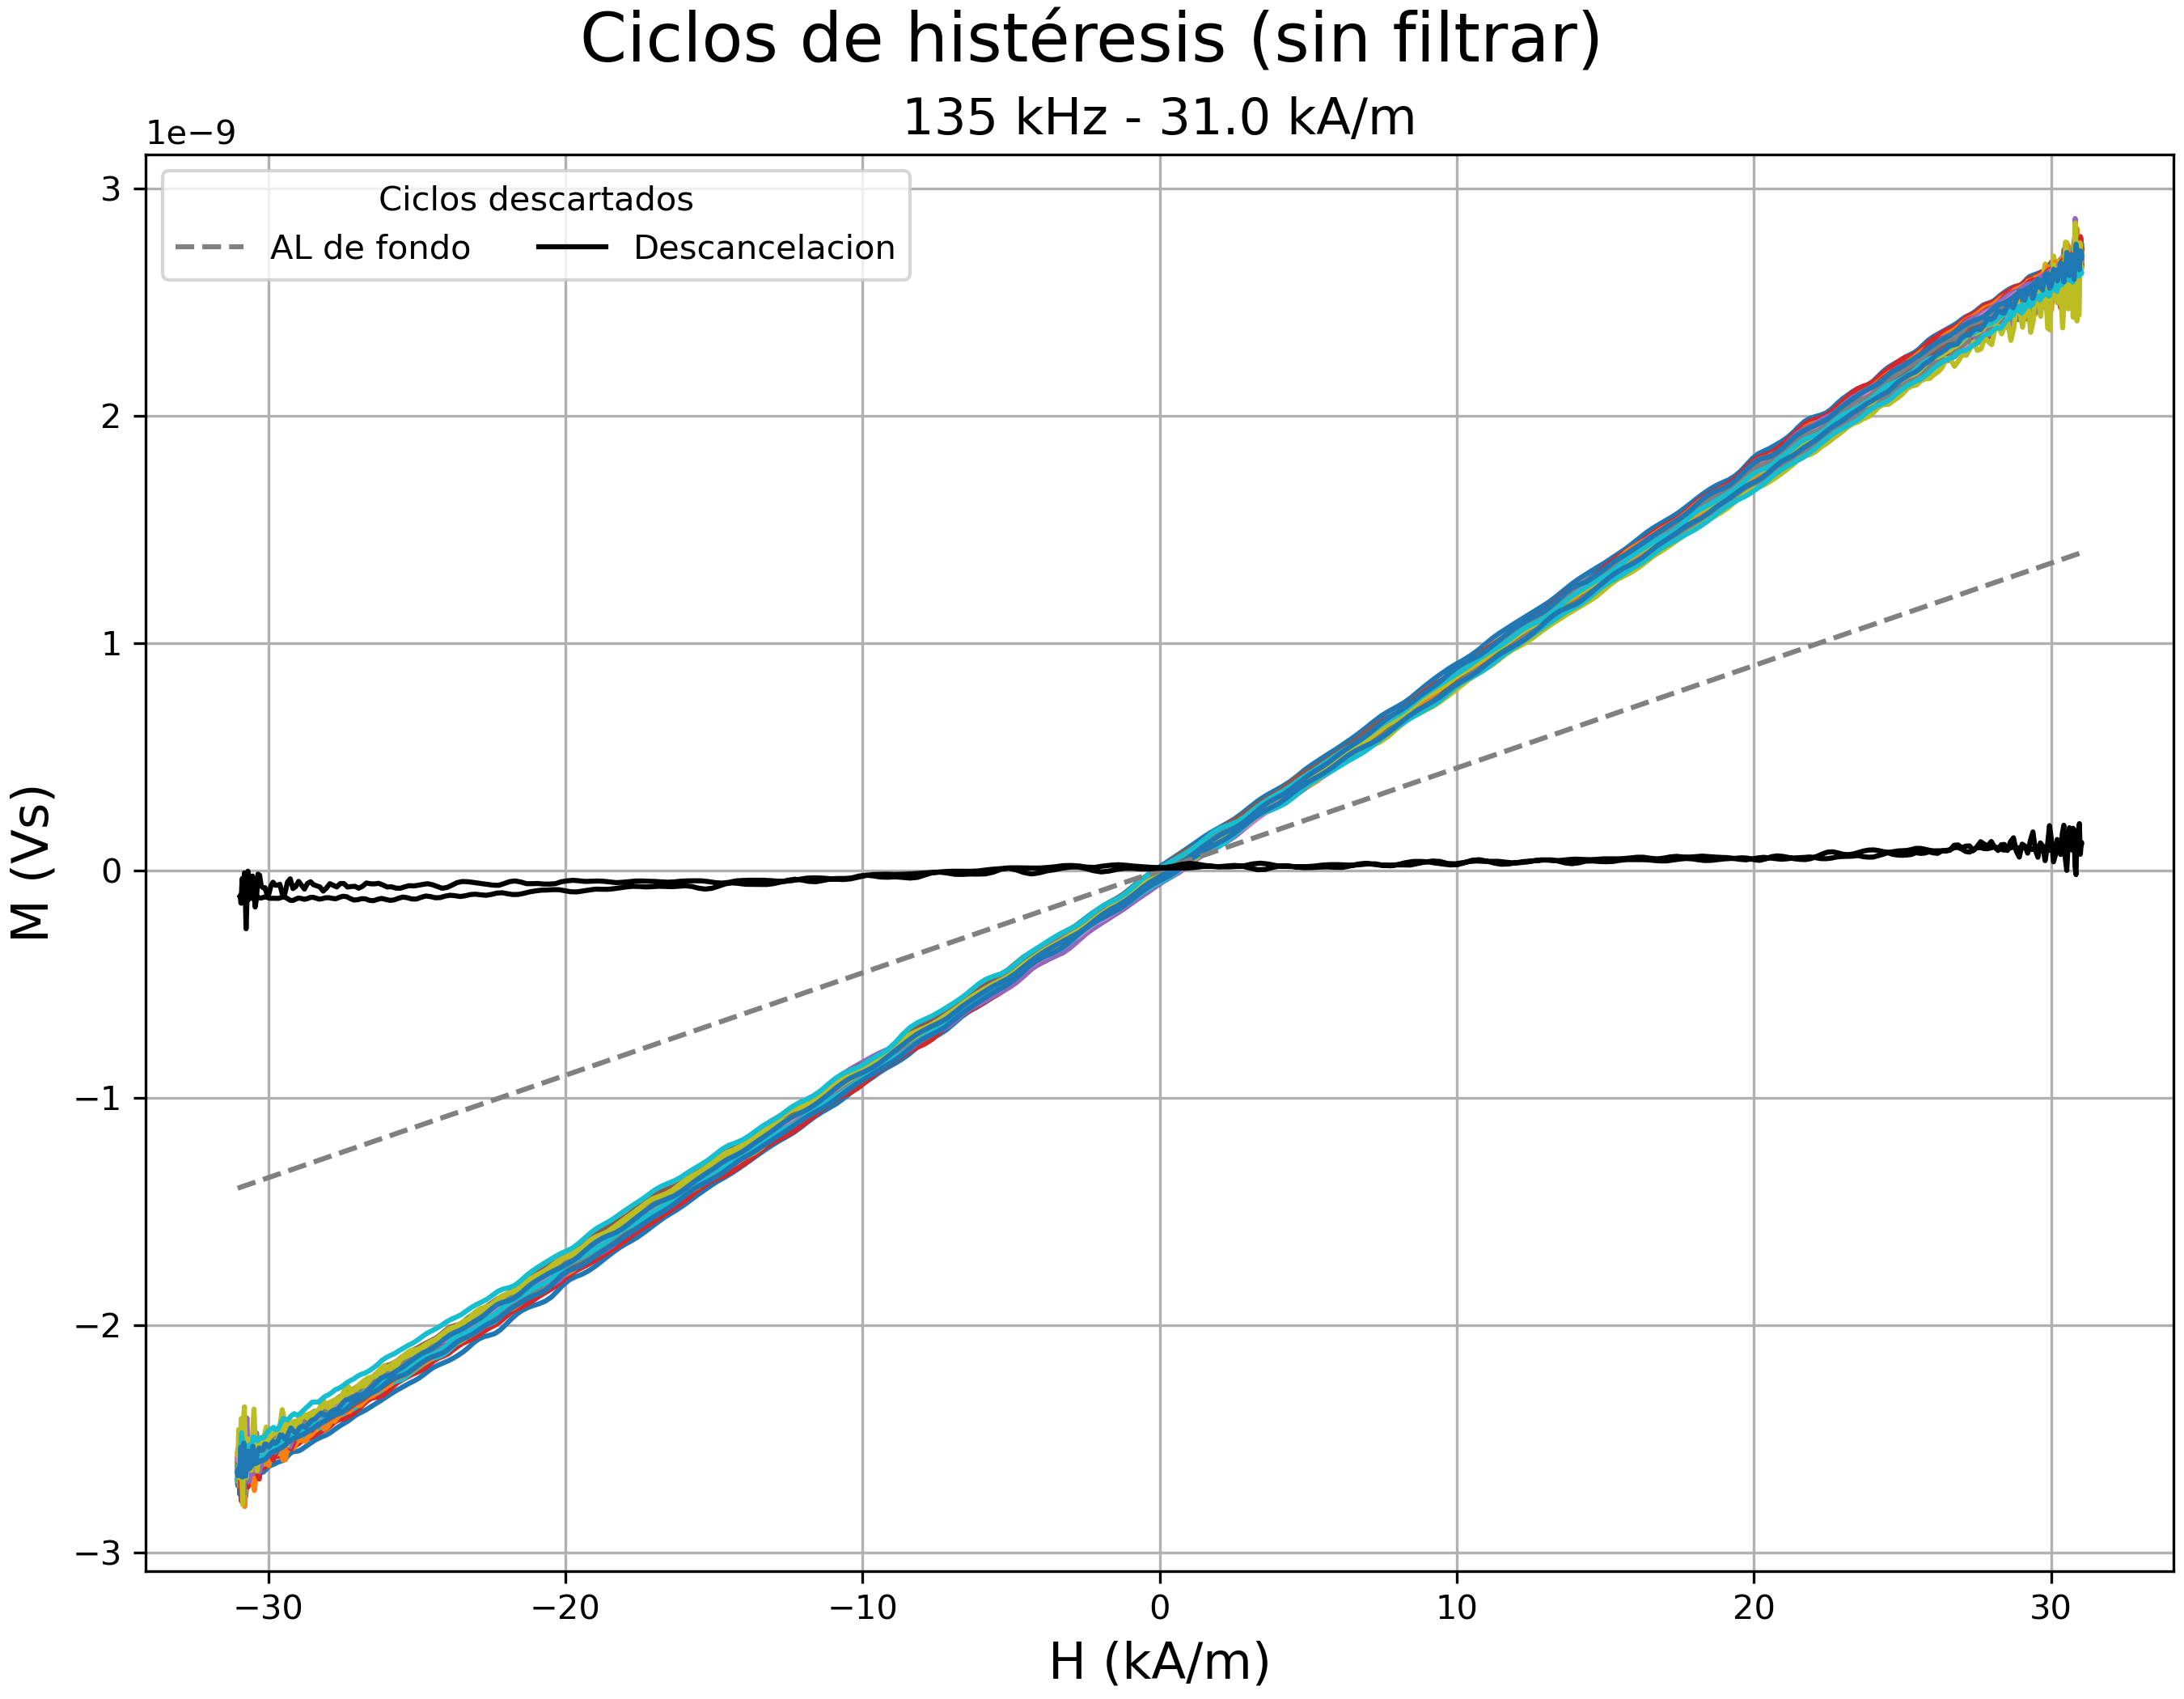 Ciclos de histéresis (sin filtrar)
135 kHz - 31.0 kA/m
1e−9
Ciclos descartados
AL de fondo
Descancelacion
3
2
1
0
−1
−2
−3
M (Vs)
−30
−20
−10
0
10
20
30
H (kA/m)